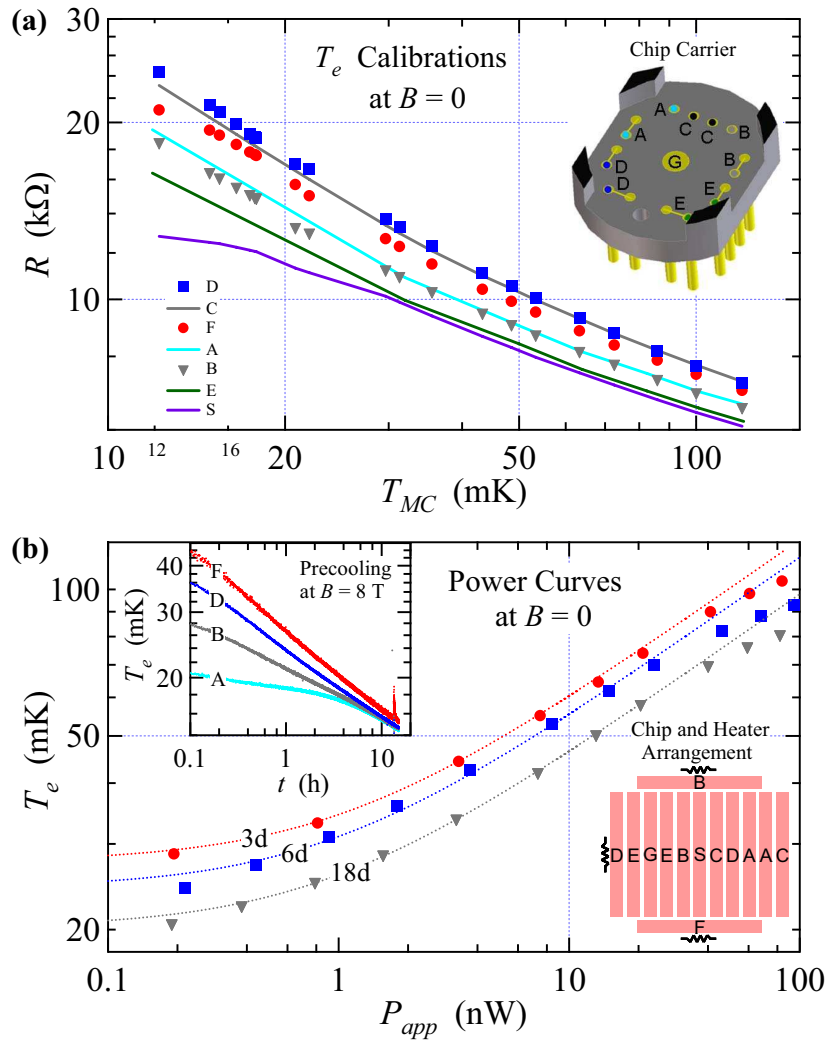 (a)
30
20
10
R (kΩ)
T_e Calibrations
at B = 0
Chip Carrier
A
C
C
B
A
B
D
G
D
E
E
D
C
F
A
B
E
S
10
12
16
20
50
100
T_MC (mK)
(b)
100
50
20
T_e (mK)
40
30
20
T_e (mK)
F
D
B
A
Precooling
at B = 8 T
0.1
1
10
t (h)
Power Curves
at B = 0
3d
6d
18d
Chip and Heater
Arrangement
B
D E G E B S C D A A C
F
0.1
1
10
100
P_app (nW)